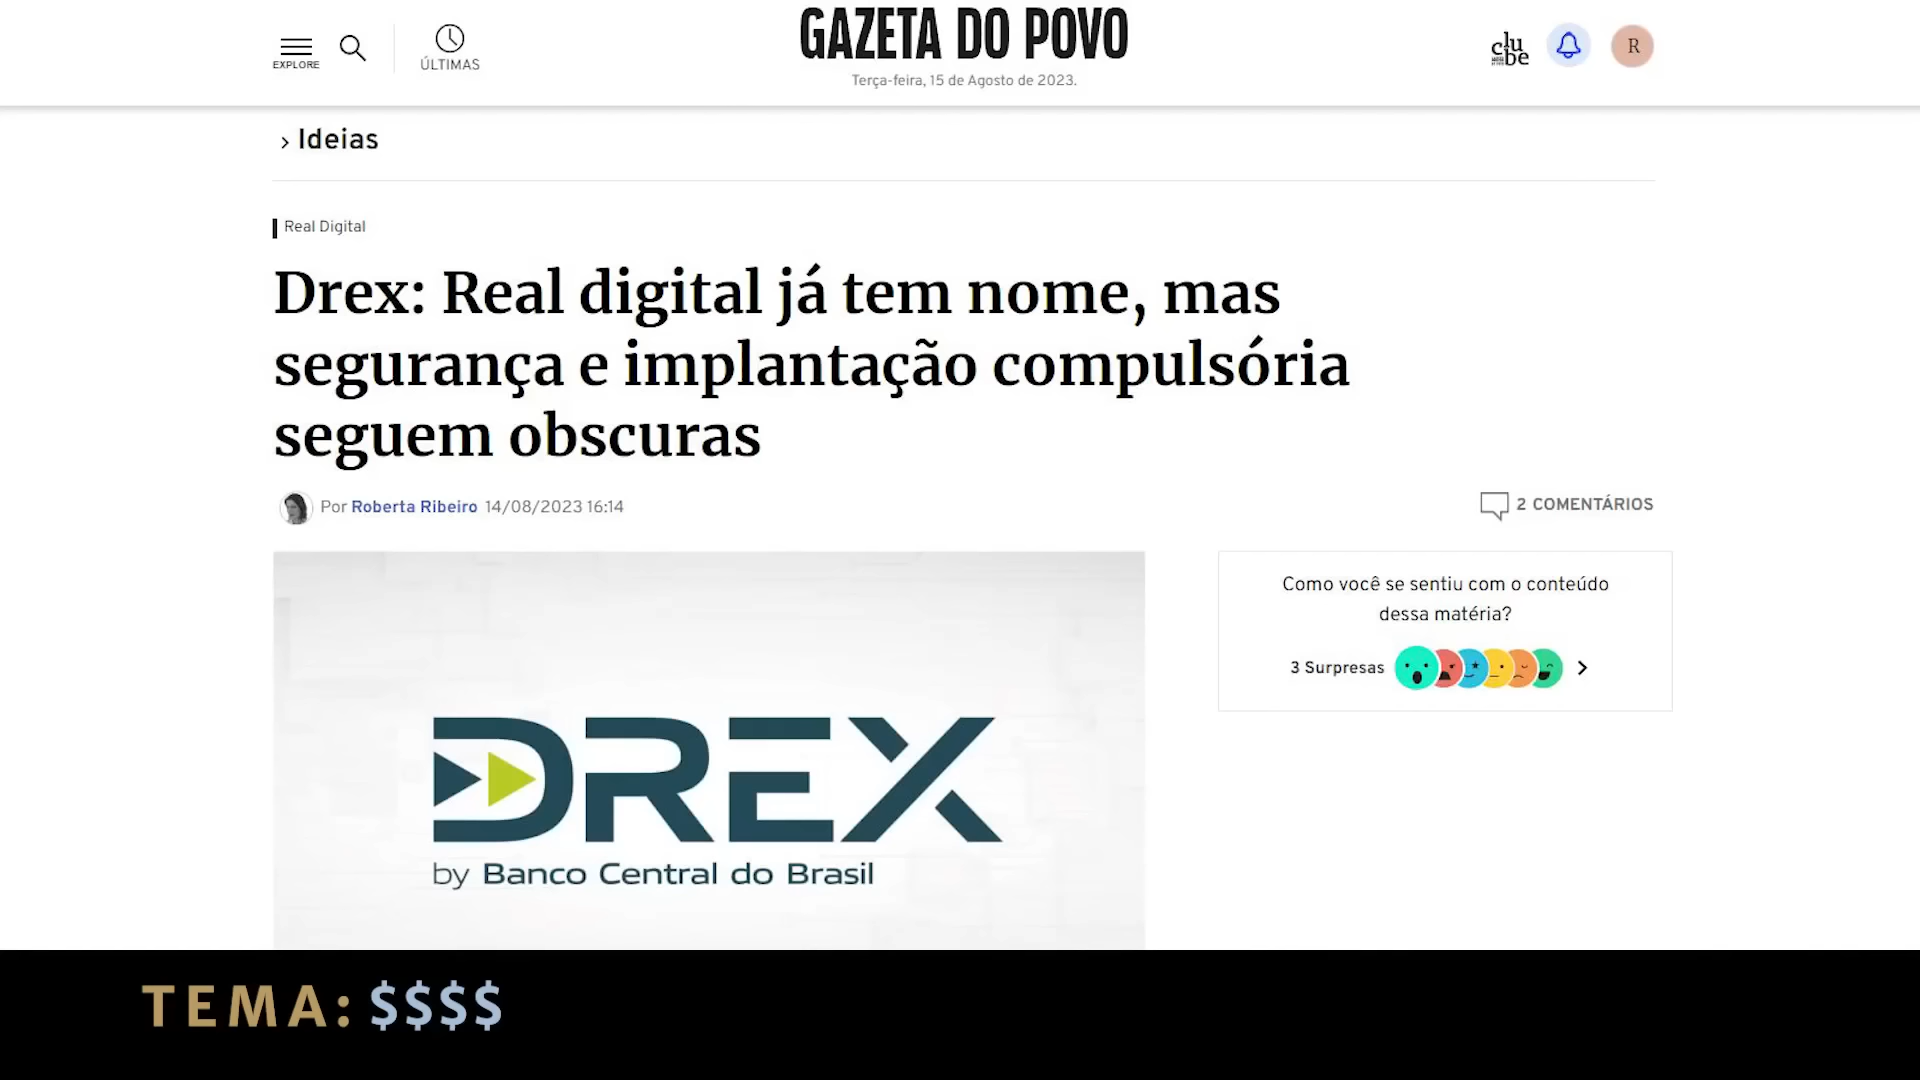 EXPLORE
ÚLTIMAS
GAZETA DO POVO
Terça-feira, 15 de Agosto de 2023.
clube
R
› Ideias
Real Digital
Drex: Real digital já tem nome, mas
segurança e implantação compulsória
seguem obscuras
Por Roberta Ribeiro 14/08/2023 16:14
2 COMENTÁRIOS
Como você se sentiu com o conteúdo
dessa matéria?
3 Surpresas
DREX
by Banco Central do Brasil
TEMA: $$$$